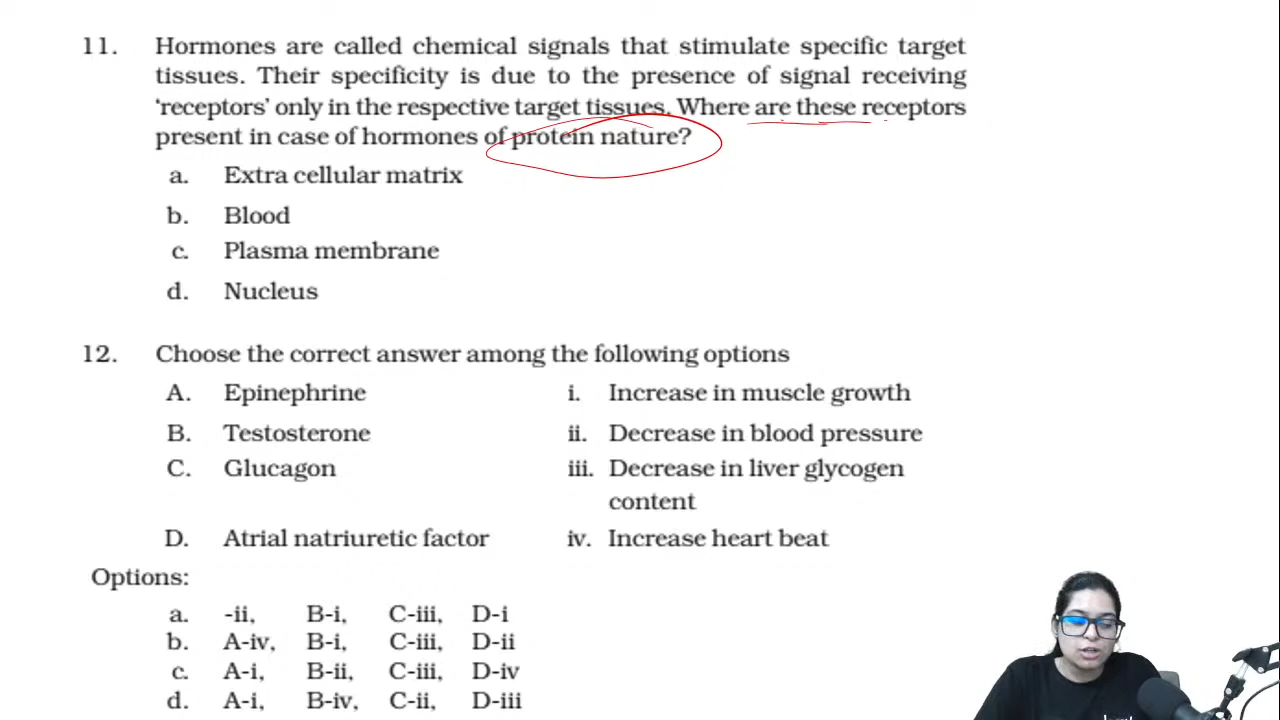 11. Hormones are called chemical signals that stimulate specific target
tissues. Their specificity is due to the presence of signal receiving
‘receptors’ only in the respective target tissues. Where are these receptors
present in case of hormones of protein nature?
a. Extra cellular matrix
b. Blood
c. Plasma membrane
d. Nucleus
12. Choose the correct answer among the following options
A. Epinephrine i. Increase in muscle growth
B. Testosterone ii. Decrease in blood pressure
C. Glucagon iii. Decrease in liver glycogen
content
D. Atrial natriuretic factor iv. Increase heart beat
Options:
a. -ii, B-i, C-iii, D-i
b. A-iv, B-i, C-iii, D-ii
c. A-i, B-ii, C-iii, D-iv
d. A-i, B-iv, C-ii, D-iii